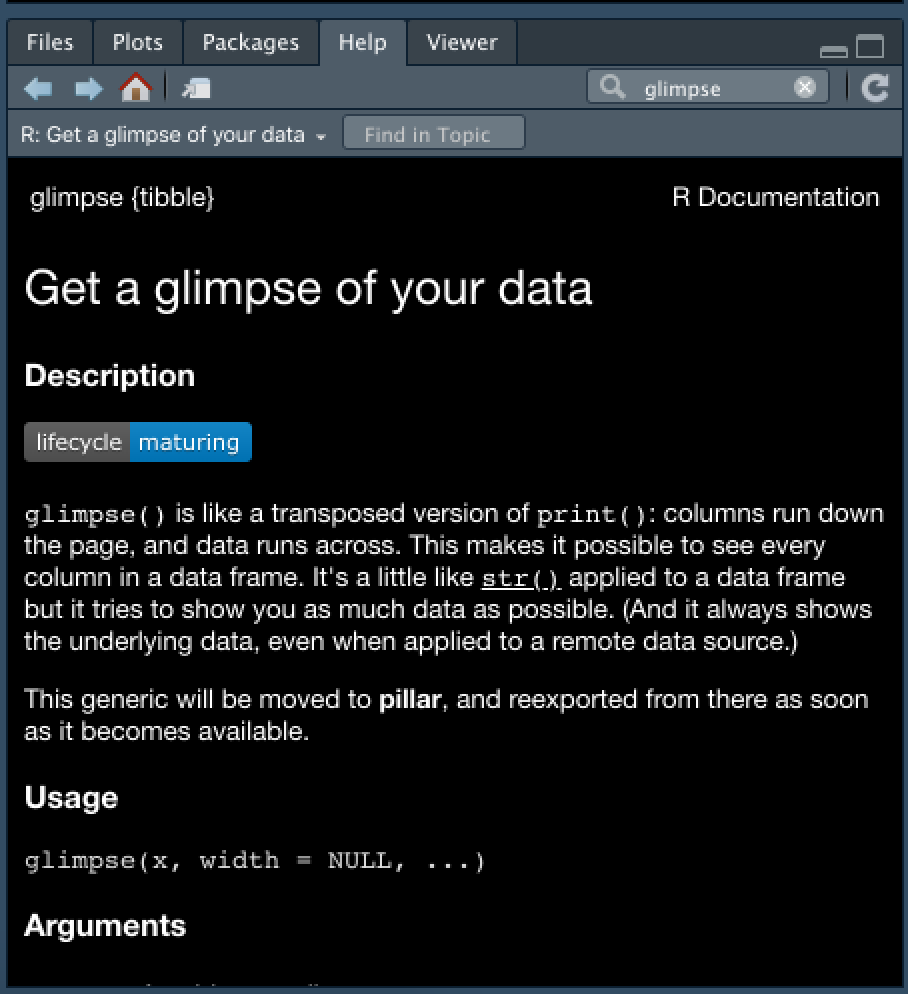 Files Plots Packages Help Viewer
glimpse
R: Get a glimpse of your data Find in Topic
glimpse {tibble} R Documentation
Get a glimpse of your data
Description
lifecycle maturing
glimpse() is like a transposed version of print(): columns run down
the page, and data runs across. This makes it possible to see every
column in a data frame. It's a little like str() applied to a data frame
but it tries to show you as much data as possible. (And it always shows
the underlying data, even when applied to a remote data source.)
This generic will be moved to pillar, and reexported from there as soon
as it becomes available.
Usage
glimpse(x, width = NULL, ...)
Arguments